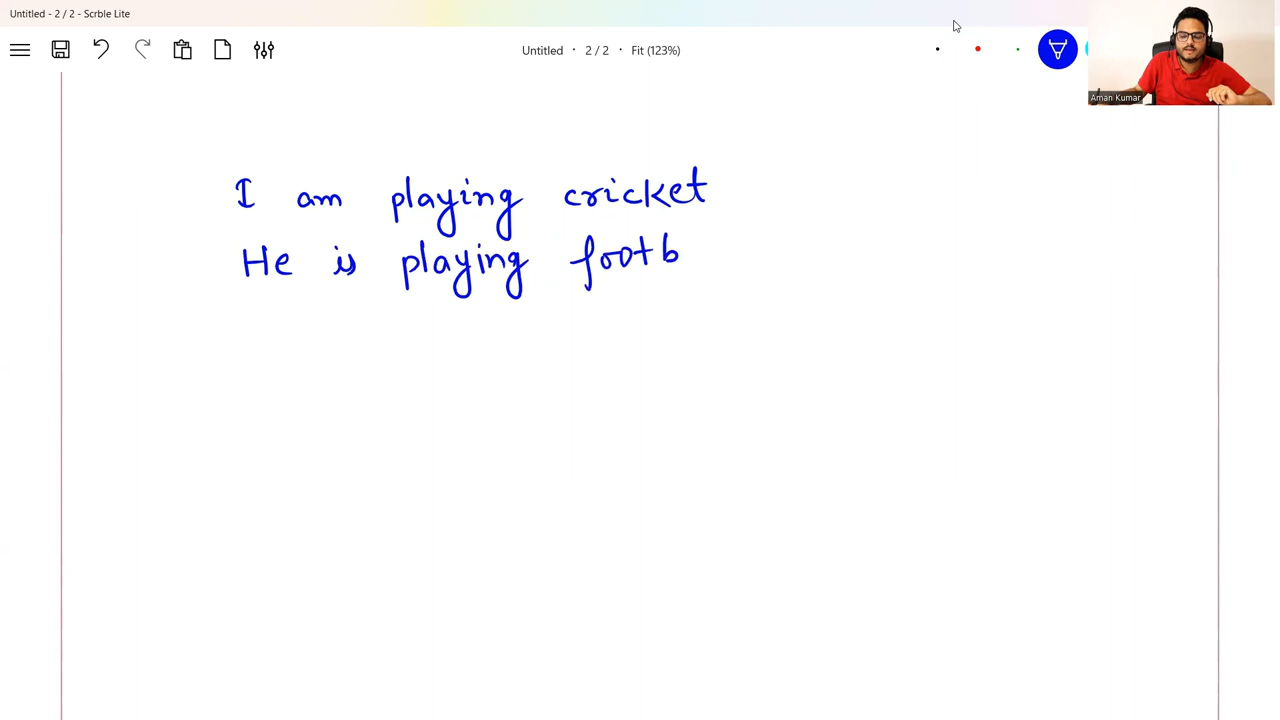 Untitled - 2 / 2 - Scrble Lite
Untitled • 2 / 2 • Fit (123%)
Aman Kumar
I am playing cricket
He is playing footb